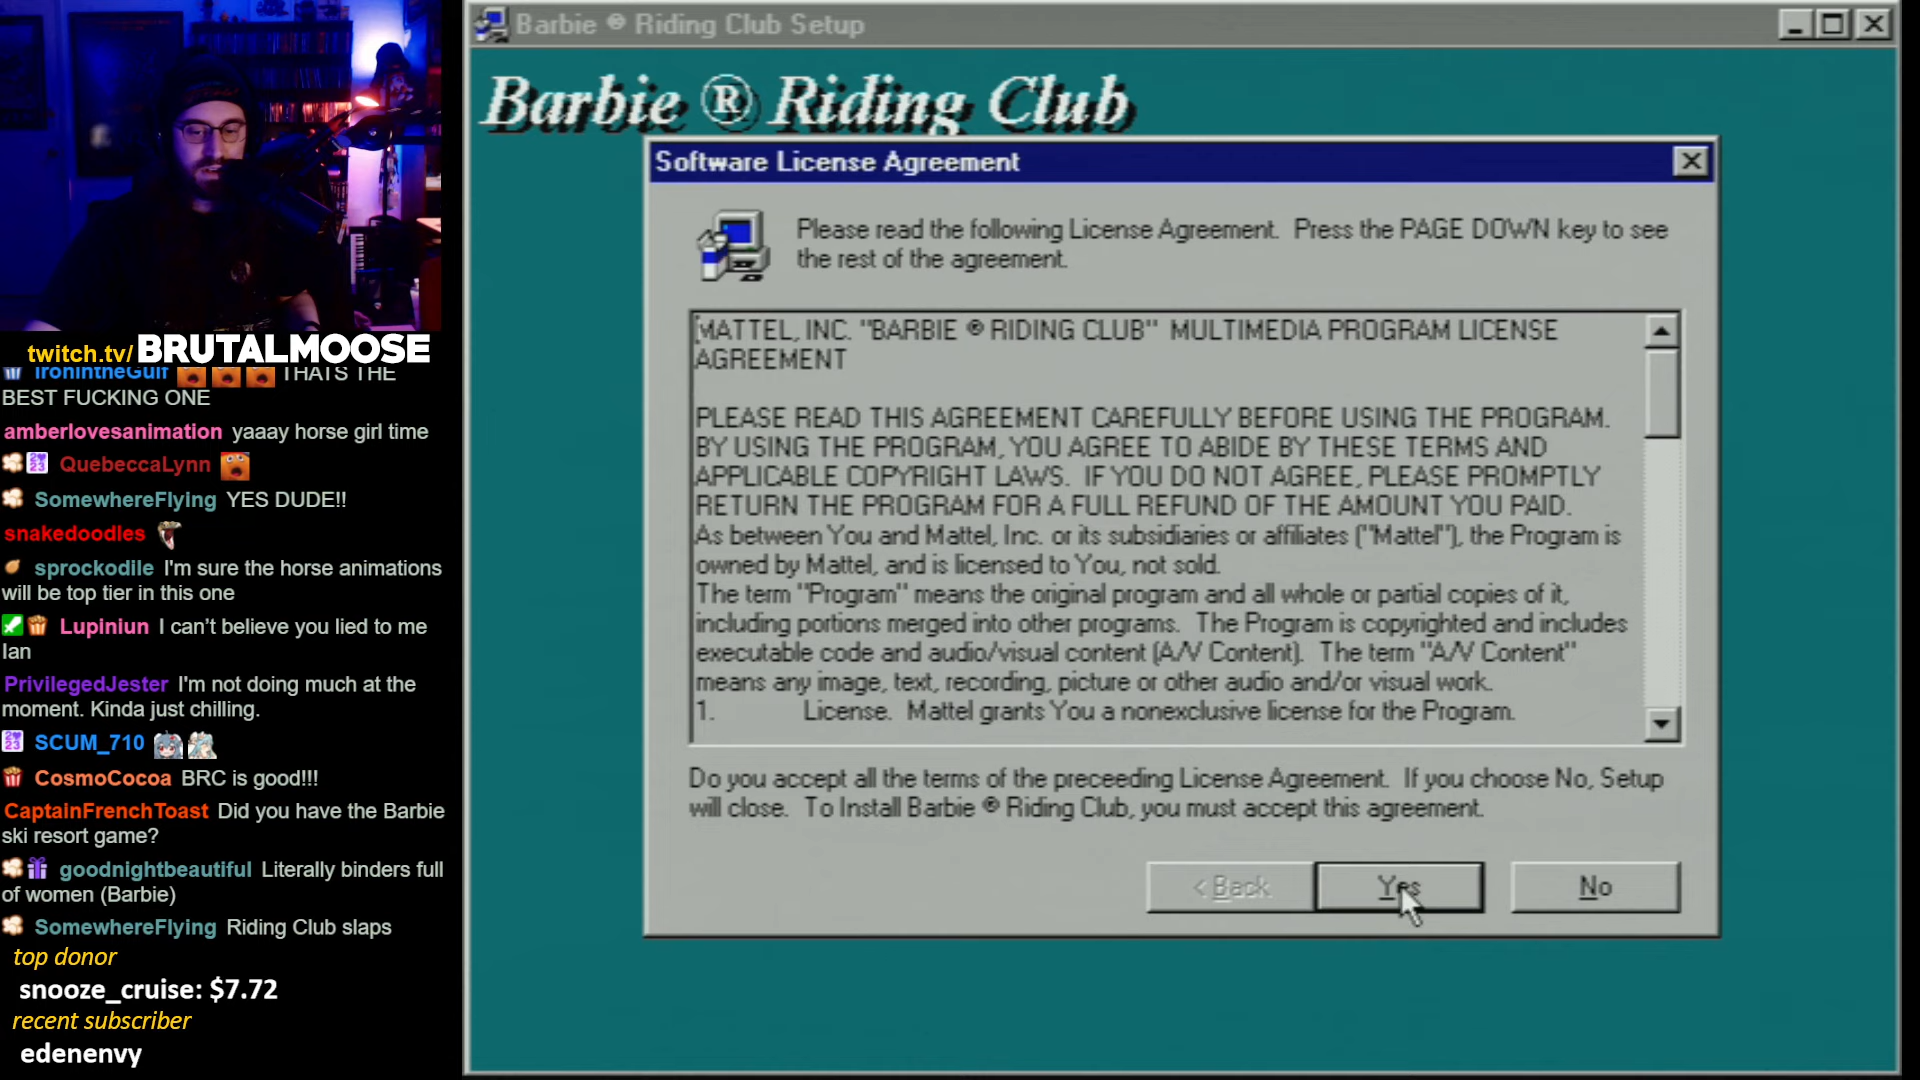 twitch.tv/BRUTALMOOSE
IronintheGulf THATS THE
BEST FUCKING ONE
amberlovesanimation yaaay horse girl time
QuebeccaLynn
SomewhereFlying YES DUDE!!
snakedoodles
sprockodile I'm sure the horse animations
will be top tier in this one
Lupiniun I can't believe you lied to me
Ian
PrivilegedJester I'm not doing much at the
moment. Kinda just chilling.
SCUM_710
CosmoCocoa BRC is good!!!
CaptainFrenchToast Did you have the Barbie
ski resort game?
goodnightbeautiful Literally binders full
of women (Barbie)
SomewhereFlying Riding Club slaps
top donor
snooze_cruise: $7.72
recent subscriber
edenenvy
Barbie ® Riding Club Setup
Barbie ® Riding Club
Software License Agreement
Please read the following License Agreement. Press the PAGE DOWN key to see
the rest of the agreement.
MATTEL, INC. "BARBIE ® RIDING CLUB" MULTIMEDIA PROGRAM LICENSE
AGREEMENT
PLEASE READ THIS AGREEMENT CAREFULLY BEFORE USING THE PROGRAM.
BY USING THE PROGRAM, YOU AGREE TO ABIDE BY THESE TERMS AND
APPLICABLE COPYRIGHT LAWS. IF YOU DO NOT AGREE, PLEASE PROMPTLY
RETURN THE PROGRAM FOR A FULL REFUND OF THE AMOUNT YOU PAID.
As between You and Mattel, Inc. or its subsidiaries or affiliates ("Mattel"), the Program is
owned by Mattel, and is licensed to You, not sold.
The term "Program" means the original program and all whole or partial copies of it,
including portions merged into other programs. The Program is copyrighted and includes
executable code and audio/visual content (A/V Content). The term "A/V Content"
means any image, text, recording, picture or other audio and/or visual work.
1. License. Mattel grants You a nonexclusive license for the Program.
Do you accept all the terms of the preceeding License Agreement. If you choose No, Setup
will close. To Install Barbie ® Riding Club, you must accept this agreement.
< Back Yes No